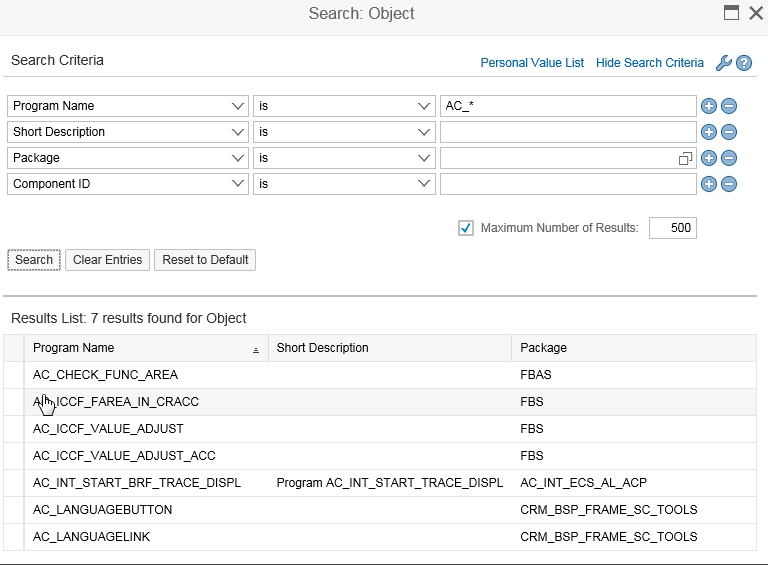 Search: Object
Search Criteria
Personal Value List Hide Search Criteria
Program Name is AC_*
Short Description is
Package is
Component ID is
Maximum Number of Results: 500
Search Clear Entries Reset to Default
Results List: 7 results found for Object
Program Name Short Description Package
AC_CHECK_FUNC_AREA FBAS
AC_ICCF_FAREA_IN_CRACC FBS
AC_ICCF_VALUE_ADJUST FBS
AC_ICCF_VALUE_ADJUST_ACC FBS
AC_INT_START_BRF_TRACE_DISPL Program AC_INT_START_TRACE_DISPL AC_INT_ECS_AL_ACP
AC_LANGUAGEBUTTON CRM_BSP_FRAME_SC_TOOLS
AC_LANGUAGELINK CRM_BSP_FRAME_SC_TOOLS